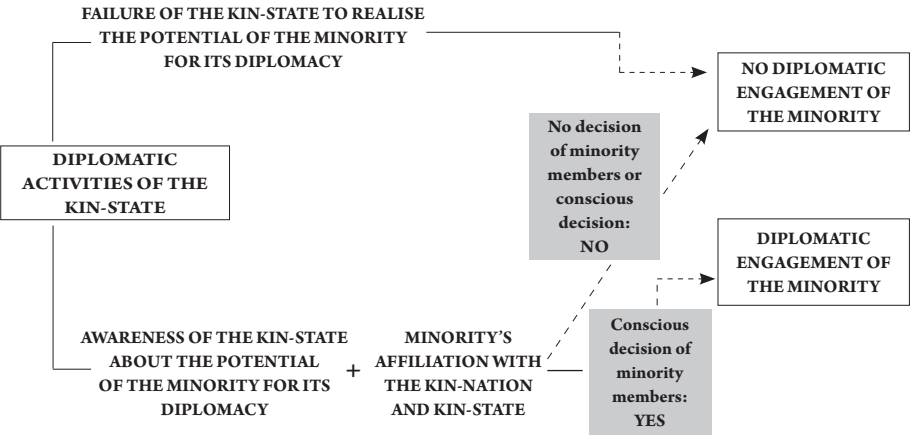 FAILURE OF THE KIN-STATE TO REALISE
THE POTENTIAL OF THE MINORITY
FOR ITS DIPLOMACY
NO DIPLOMATIC
ENGAGEMENT OF
THE MINORITY
No decision
of minority
members or
conscious
decision:
NO
DIPLOMATIC
ACTIVITIES OF THE
KIN-STATE
DIPLOMATIC
ENGAGEMENT OF
THE MINORITY
AWARENESS OF THE KIN-STATE
ABOUT THE POTENTIAL
OF THE MINORITY FOR ITS
DIPLOMACY
+
MINORITY’S
AFFILIATION WITH
THE KIN-NATION
AND KIN-STATE
Conscious
decision of
minority
members:
YES